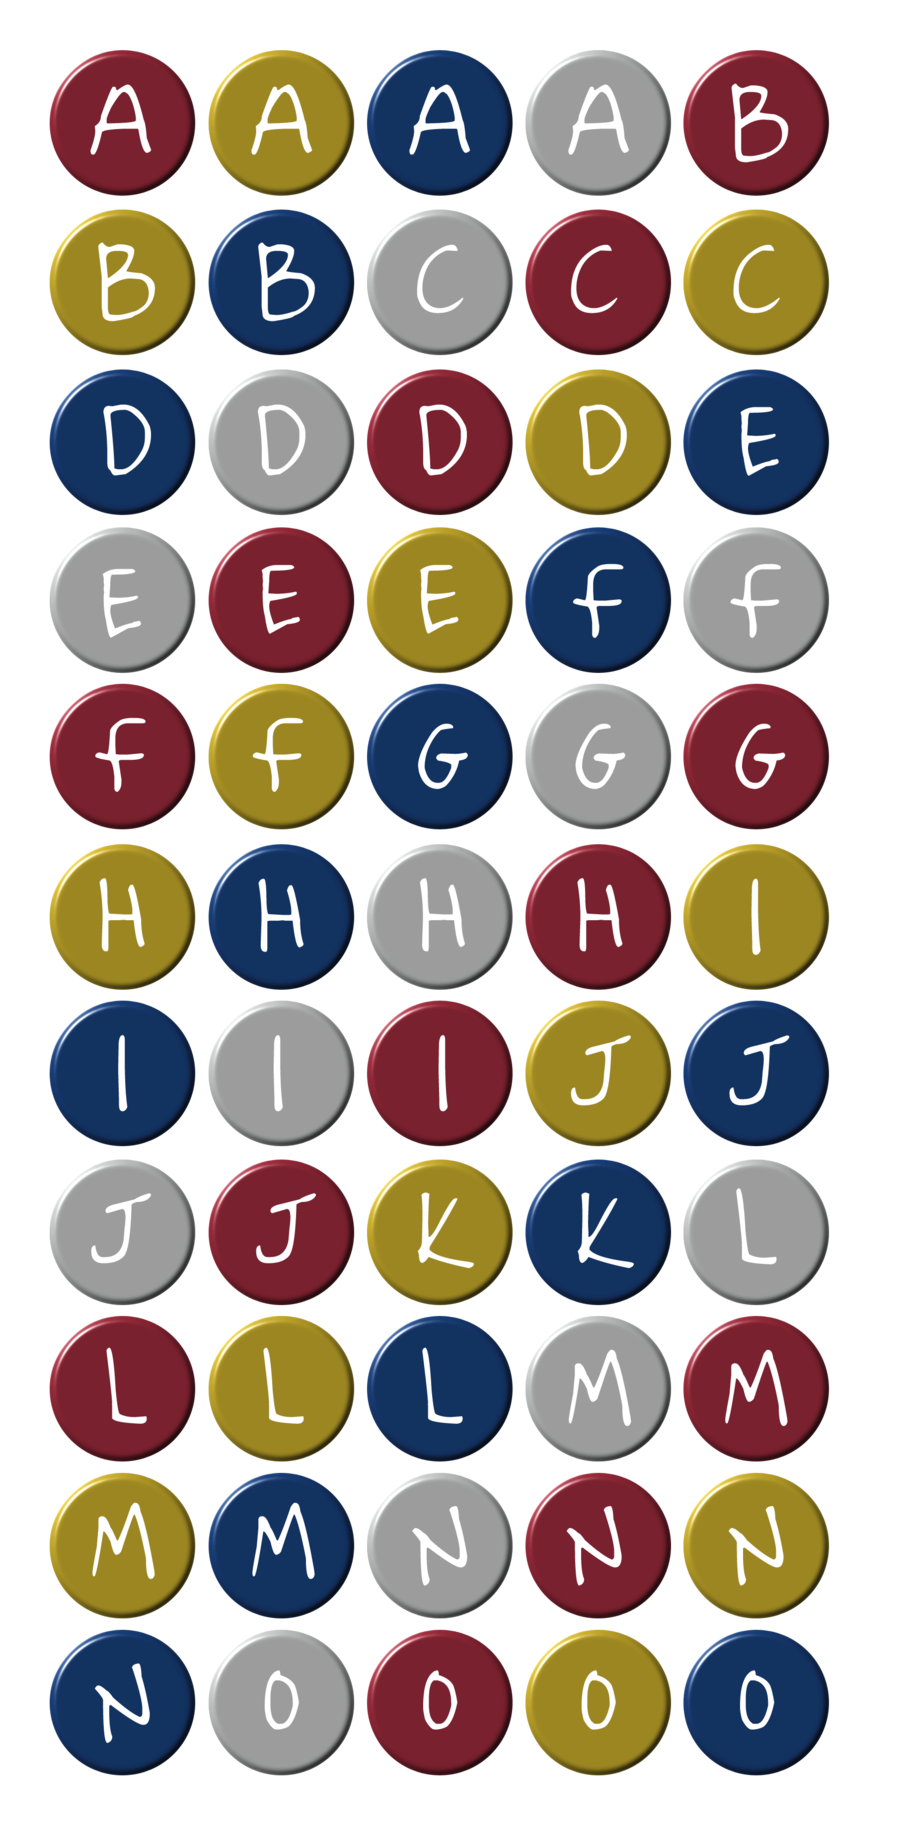 A A A A B
B B C C C
D D D D E
E E E f f
f f G G G
H H H H I
I I I J J
J J K K L
L L L M M
M M N N N
N O O O O